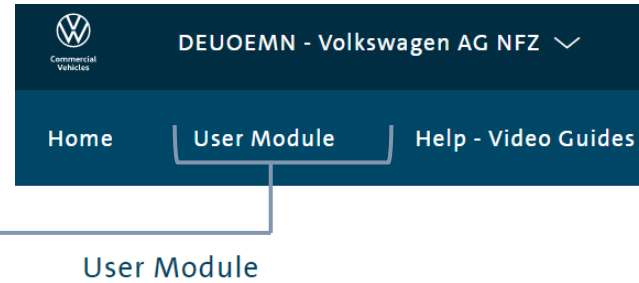 Commercial
Vehicles
DEUOEMN - Volkswagen AG NFZ
Home
User Module
Help - Video Guides
User Module